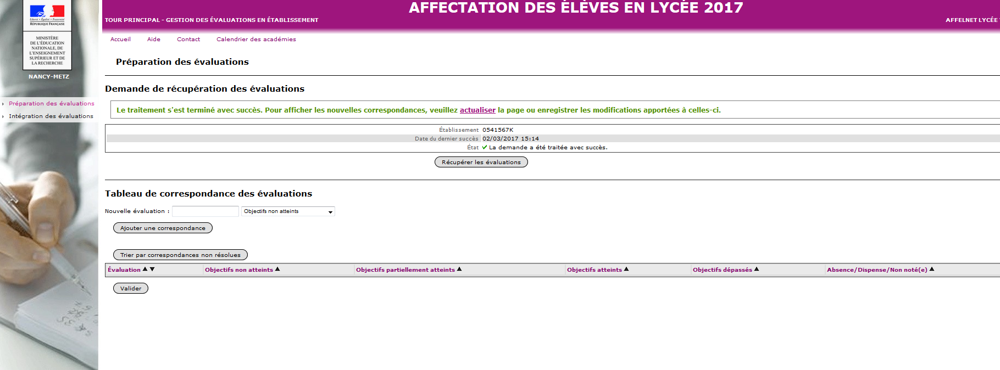 AFFECTATION DES ÉLÈVES EN LYCÉE 2017
TOUR PRINCIPAL - GESTION DES ÉVALUATIONS EN ÉTABLISSEMENT
AFFELNET LYCÉE
Liberté • Égalité • Fraternité
RÉPUBLIQUE FRANÇAISE
MINISTÈRE
DE L'ÉDUCATION
NATIONALE, DE
L'ENSEIGNEMENT
SUPÉRIEUR ET DE
LA RECHERCHE
NANCY-METZ
Préparation des évaluations
Intégration des évaluations
Accueil Aide Contact Calendrier des académies
Préparation des évaluations
Demande de récupération des évaluations
Le traitement s'est terminé avec succès. Pour afficher les nouvelles correspondances, veuillez actualiser la page ou enregistrer les modifications apportées à celles-ci.
Établissement 0541567K
Date du dernier succès 02/03/2017 15:14
État ✔ La demande a été traitée avec succès.
Récupérer les évaluations
Tableau de correspondance des évaluations
Nouvelle évaluation : Objectifs non atteints
Ajouter une correspondance
Trier par correspondances non résolues
Évaluation ▲ ▼ Objectifs non atteints ▲ Objectifs partiellement atteints ▲ Objectifs atteints ▲ Objectifs dépassés ▲ Absence/Dispense/Non noté(e) ▲
Valider